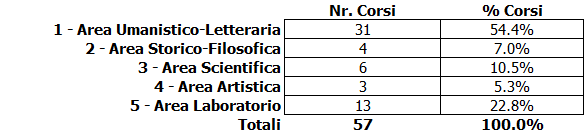 Nr. Corsi % Corsi
1 - Area Umanistico-Letteraria 31 54.4%
2 - Area Storico-Filosofica 4 7.0%
3 - Area Scientifica 6 10.5%
4 - Area Artistica 3 5.3%
5 - Area Laboratorio 13 22.8%
Totali 57 100.0%